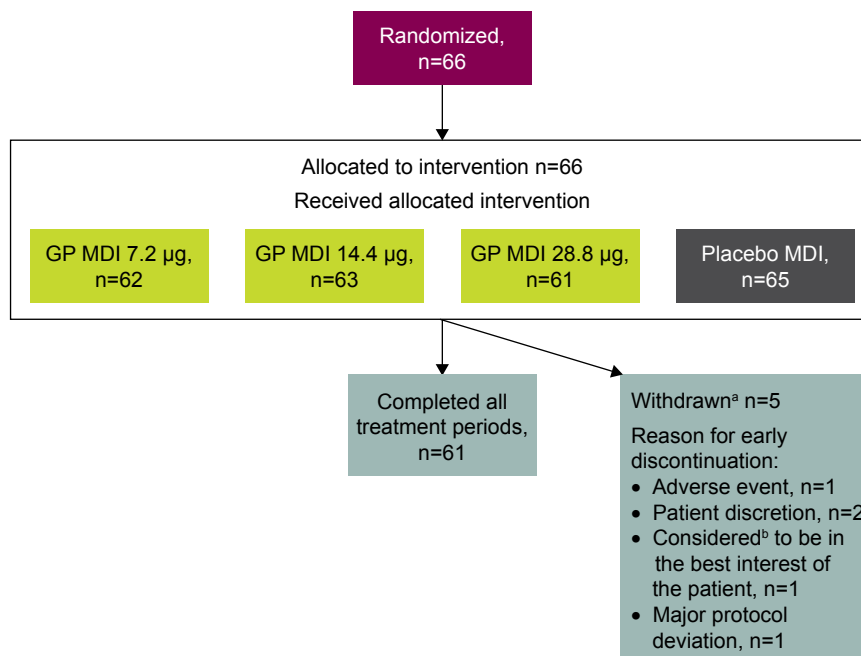 Randomized,
n=66
Allocated to intervention n=66
Received allocated intervention
GP MDI 7.2 µg,
n=62
GP MDI 14.4 µg,
n=63
GP MDI 28.8 µg,
n=61
Placebo MDI,
n=65
Completed all
treatment periods,
n=61
Withdrawnᵃ n=5
Reason for early
discontinuation:
• Adverse event, n=1
• Patient discretion, n=2
• Consideredᵇ to be in
the best interest of
the patient, n=1
• Major protocol
deviation, n=1